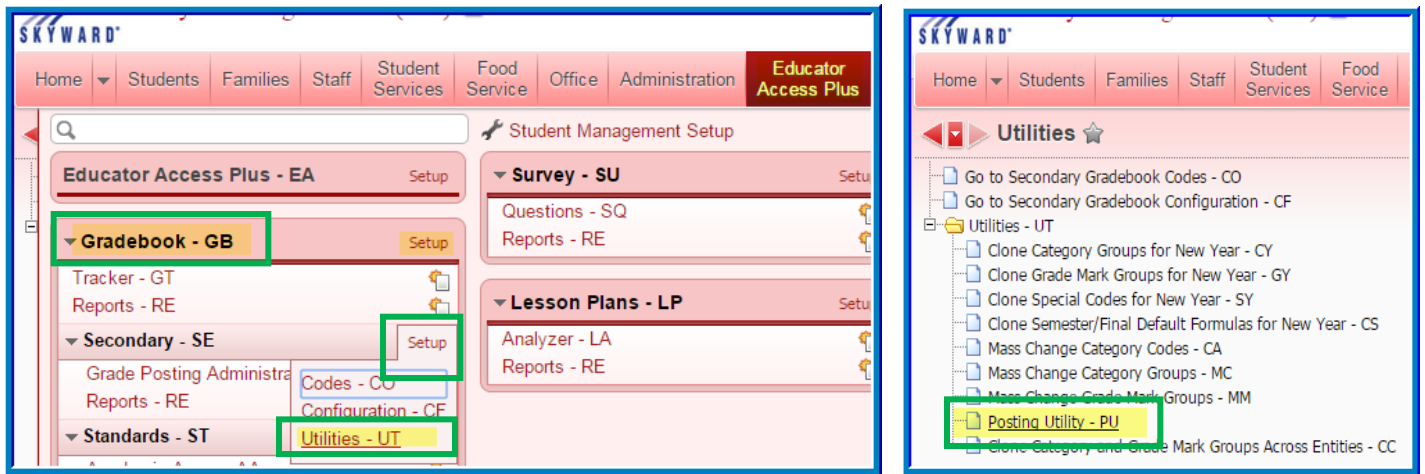 SKYWARD
Home Students Families Staff Student Services Food Service Office Administration Educator Access Plus
Student Management Setup
Educator Access Plus - EA Setup
Gradebook - GB Setup
Tracker - GT
Reports - RE
Secondary - SE Setup
Grade Posting
Reports - RE
Codes - CO
Configuration - CF
Utilities - UT
Standards - ST
Survey - SU
Questions - SQ
Reports - RE
Lesson Plans - LP
Analyzer - LA
Reports - RE
SKYWARD
Home Students Families Staff Student Services Food Service
Utilities
Go to Secondary Gradebook Codes - CO
Go to Secondary Gradebook Configuration - CF
Utilities - UT
Clone Category Groups for New Year - CY
Clone Grade Mark Groups for New Year - GY
Clone Special Codes for New Year - SY
Clone Semester/Final Default Formulas for New Year - CS
Mass Change Category Codes - CA
Mass Change Category Groups - MC
Mass Change Grade Mark Groups - MM
Posting Utility - PU
Clone Category and Grade Mark Groups Across Entities - CC